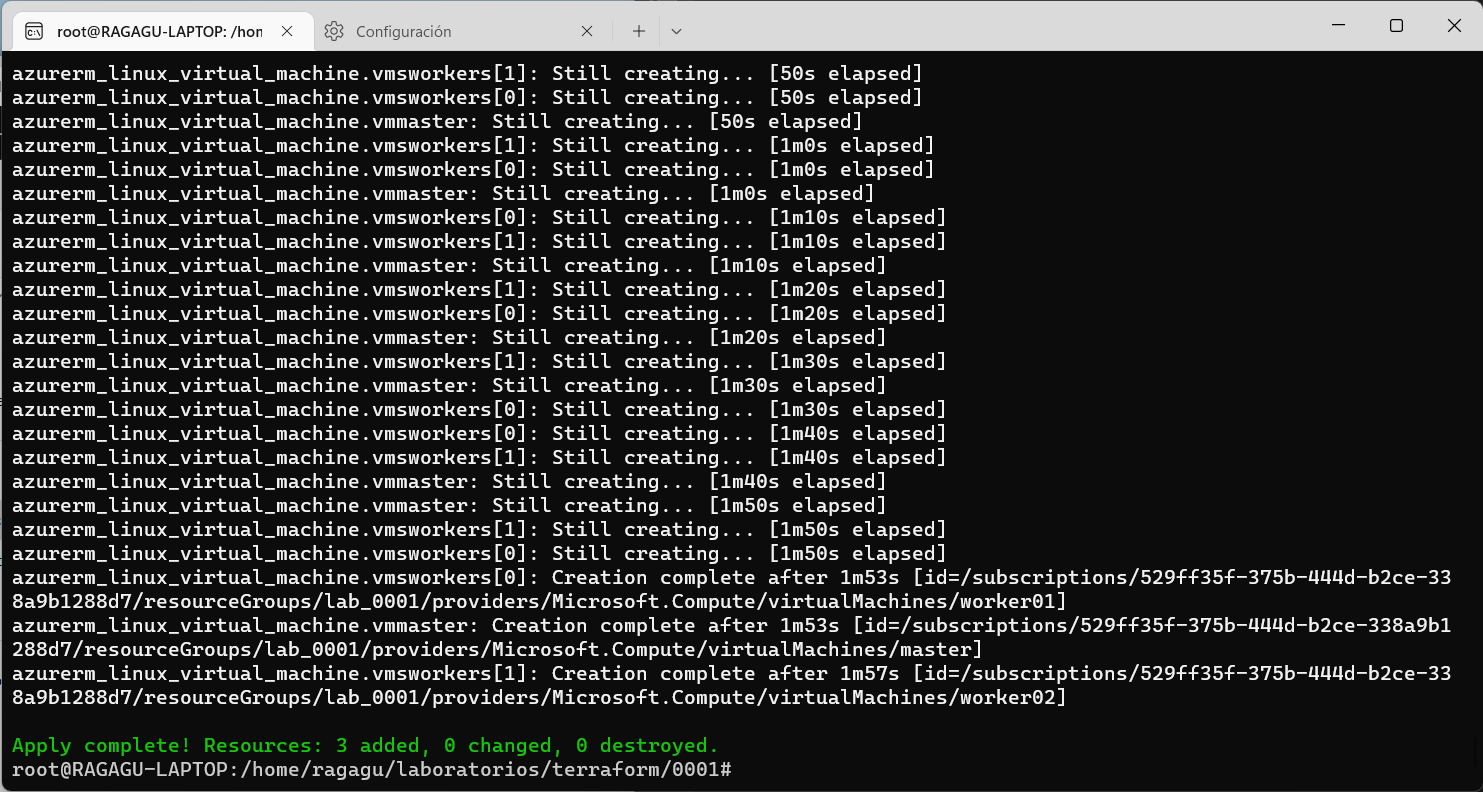 root@RAGAGU-LAPTOP: /hon
Configuración
azurerm_linux_virtual_machine.vmsworkers[1]: Still creating... [50s elapsed]
azurerm_linux_virtual_machine.vmsworkers[0]: Still creating... [50s elapsed]
azurerm_linux_virtual_machine.vmmaster: Still creating... [50s elapsed]
azurerm_linux_virtual_machine.vmsworkers[1]: Still creating... [1m0s elapsed]
azurerm_linux_virtual_machine.vmsworkers[0]: Still creating... [1m0s elapsed]
azurerm_linux_virtual_machine.vmmaster: Still creating... [1m0s elapsed]
azurerm_linux_virtual_machine.vmsworkers[0]: Still creating... [1m10s elapsed]
azurerm_linux_virtual_machine.vmsworkers[1]: Still creating... [1m10s elapsed]
azurerm_linux_virtual_machine.vmmaster: Still creating... [1m10s elapsed]
azurerm_linux_virtual_machine.vmsworkers[1]: Still creating... [1m20s elapsed]
azurerm_linux_virtual_machine.vmsworkers[0]: Still creating... [1m20s elapsed]
azurerm_linux_virtual_machine.vmmaster: Still creating... [1m20s elapsed]
azurerm_linux_virtual_machine.vmsworkers[1]: Still creating... [1m30s elapsed]
azurerm_linux_virtual_machine.vmmaster: Still creating... [1m30s elapsed]
azurerm_linux_virtual_machine.vmsworkers[0]: Still creating... [1m30s elapsed]
azurerm_linux_virtual_machine.vmsworkers[0]: Still creating... [1m40s elapsed]
azurerm_linux_virtual_machine.vmsworkers[1]: Still creating... [1m40s elapsed]
azurerm_linux_virtual_machine.vmmaster: Still creating... [1m40s elapsed]
azurerm_linux_virtual_machine.vmmaster: Still creating... [1m50s elapsed]
azurerm_linux_virtual_machine.vmsworkers[1]: Still creating... [1m50s elapsed]
azurerm_linux_virtual_machine.vmsworkers[0]: Still creating... [1m50s elapsed]
azurerm_linux_virtual_machine.vmsworkers[0]: Creation complete after 1m53s [id=/subscriptions/529ff35f-375b-444d-b2ce-33
8a9b1288d7/resourceGroups/lab_0001/providers/Microsoft.Compute/virtualMachines/worker01]
azurerm_linux_virtual_machine.vmmaster: Creation complete after 1m53s [id=/subscriptions/529ff35f-375b-444d-b2ce-338a9b1
288d7/resourceGroups/lab_0001/providers/Microsoft.Compute/virtualMachines/master]
azurerm_linux_virtual_machine.vmsworkers[1]: Creation complete after 1m57s [id=/subscriptions/529ff35f-375b-444d-b2ce-33
8a9b1288d7/resourceGroups/lab_0001/providers/Microsoft.Compute/virtualMachines/worker02]
Apply complete! Resources: 3 added, 0 changed, 0 destroyed.
root@RAGAGU-LAPTOP:/home/ragagu/laboratorios/terraform/0001#